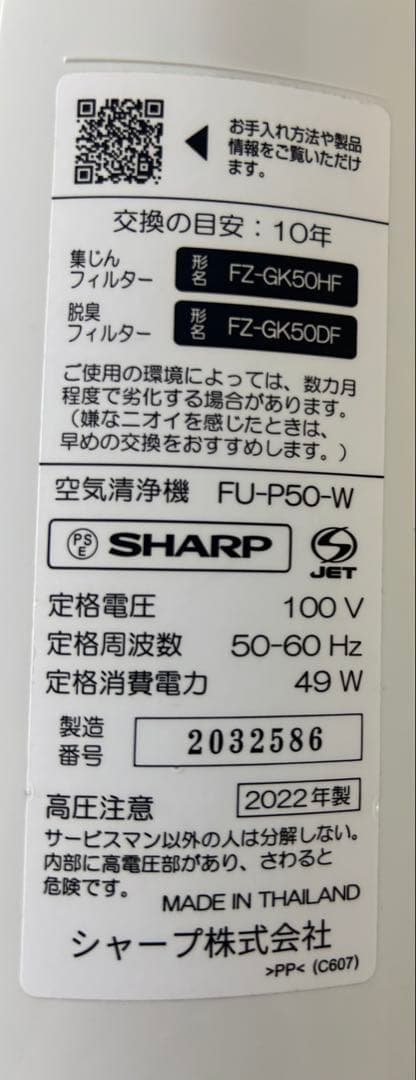 お手入れ方法や製品
情報をご覧いただけ
ます。
交換の目安：10年
集じん
フィルター 形名 FZ-GK50HF
脱臭
フィルター 形名 FZ-GK50DF
ご使用の環境によっては、数カ月
程度で劣化する場合があります。
（嫌なニオイを感じたときは、
早めの交換をおすすめします。）
空気清浄機 FU-P50-W
PSE SHARP JET
定格電圧 100 V
定格周波数 50-60 Hz
定格消費電力 49 W
製造
番号 2032586
高圧注意 2022年製
サービスマン以外の人は分解しない。
内部に高電圧部があり、さわると
危険です。
MADE IN THAILAND
シャープ株式会社
>PP< (C607)